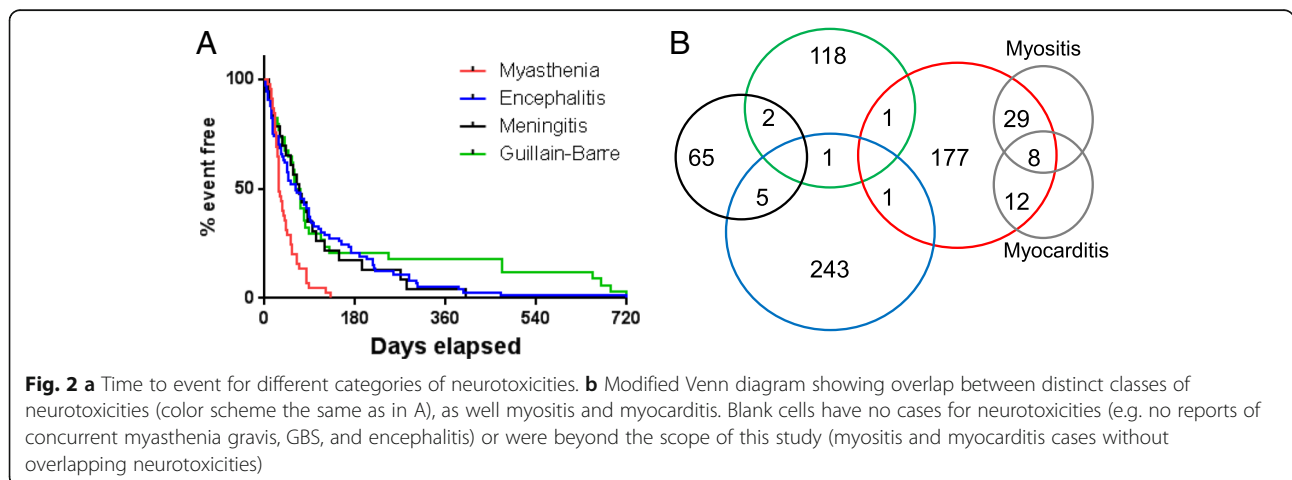 A
% event free
100
50
0
0 180 360 540 720
Days elapsed
Myasthenia
Encephalitis
Meningitis
Guillain-Barre
B
Myositis
118
29
2
1
65
1
177
8
5
1
12
Myocarditis
243
Fig. 2 a Time to event for different categories of neurotoxicities. b Modified Venn diagram showing overlap between distinct classes of
neurotoxicities (color scheme the same as in A), as well myositis and myocarditis. Blank cells have no cases for neurotoxicities (e.g. no reports of
concurrent myasthenia gravis, GBS, and encephalitis) or were beyond the scope of this study (myositis and myocarditis cases without
overlapping neurotoxicities)